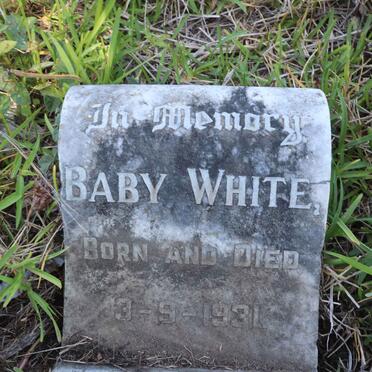 In Memory
BABY WHITE,
BORN AND DIED
3-9-1931